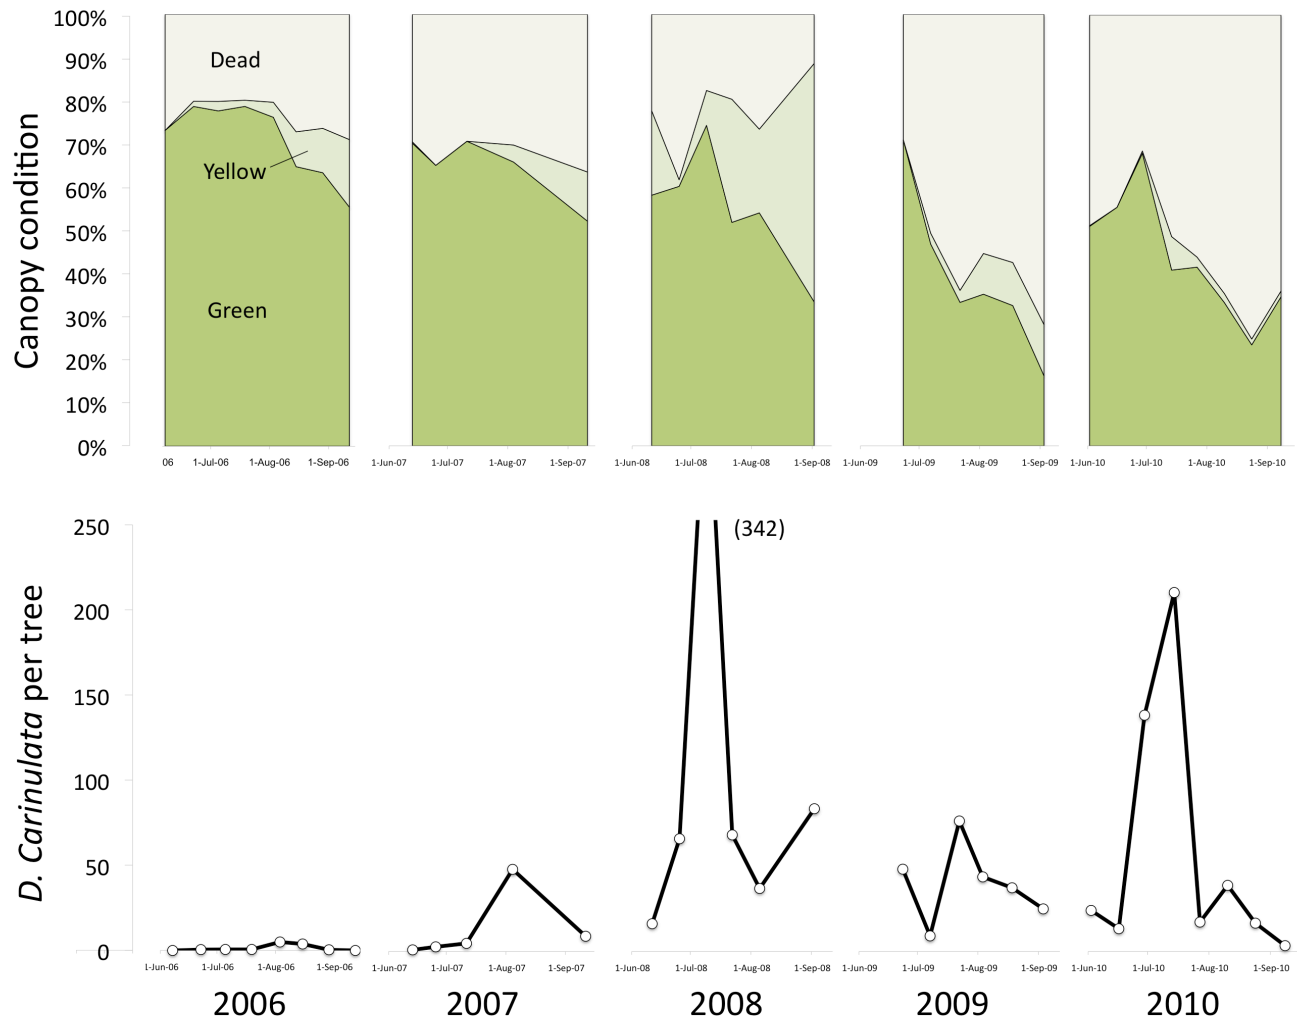 100%
90%
80%
70%
60%
50%
40%
30%
20%
10%
0%
Canopy condition
Dead
Yellow
Green
06 1-Jul-06 1-Aug-06 1-Sep-06 1-Jun-07 1-Jul-07 1-Aug-07 1-Sep-07 1-Jun-08 1-Jul-08 1-Aug-08 1-Sep-08 1-Jun-09 1-Jul-09 1-Aug-09 1-Sep-09 1-Jun-10 1-Jul-10 1-Aug-10 1-Sep-10
250
200
150
100
50
0
D. Carinulata per tree
(342)
1-Jun-06 1-Jul-06 1-Aug-06 1-Sep-06 1-Jun-07 1-Jul-07 1-Aug-07 1-Sep-07 1-Jun-08 1-Jul-08 1-Aug-08 1-Sep-08 1-Jun-09 1-Jul-09 1-Aug-09 1-Sep-09 1-Jun-10 1-Jul-10 1-Aug-10 1-Sep-10
2006 2007 2008 2009 2010